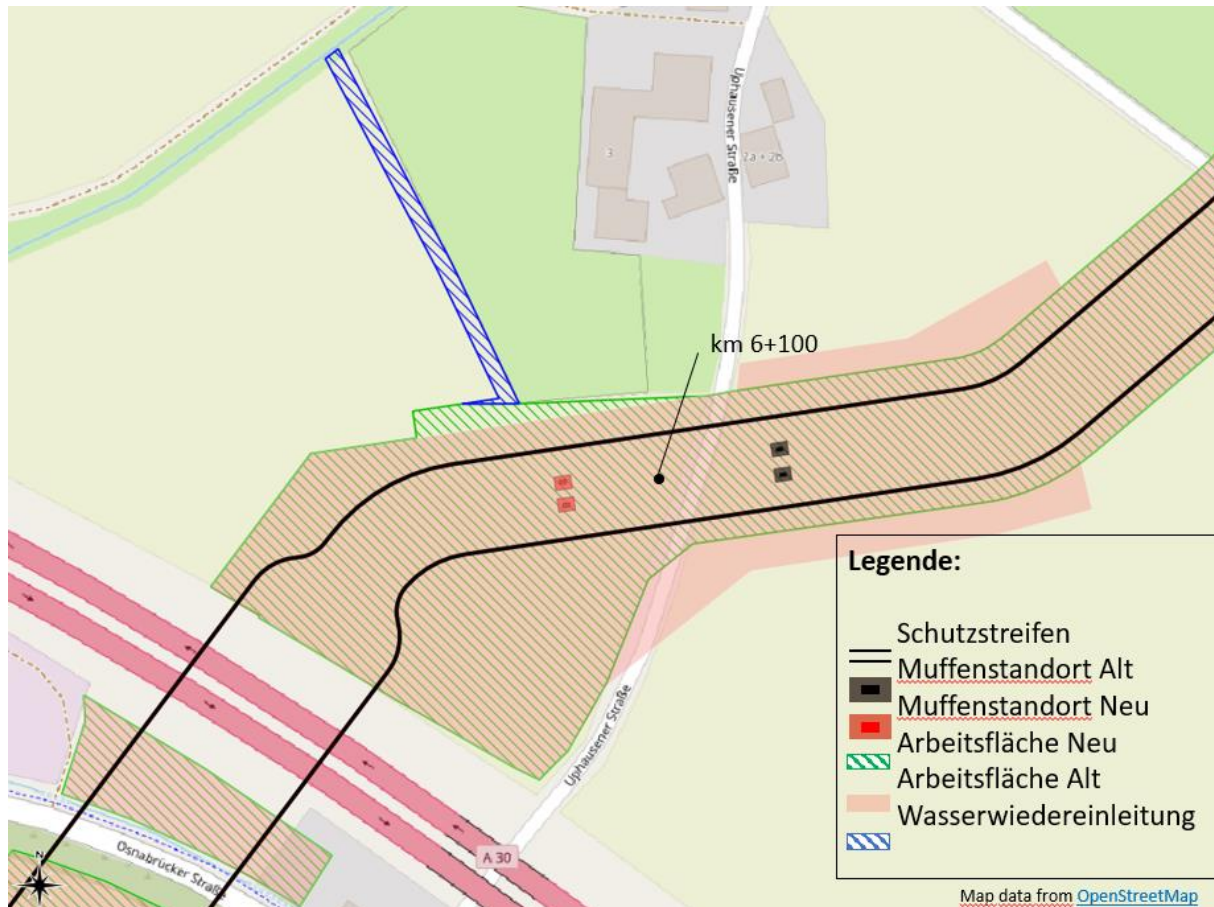 Uphausener Straße
3
2a + 2b
km 6+100
Legende:
Schutzstreifen
Muffenstandort Alt
Muffenstandort Neu
Arbeitsfläche Neu
Arbeitsfläche Alt
Wasserwiedereinleitung
Uphausener Straße
A 30
Osnabrücker Straße
N
Map data from OpenStreetMap